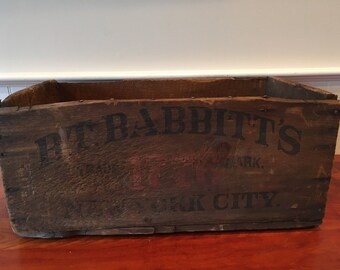 B.T. BABBITT'S
TRADE MARK.
NEW YORK CITY.